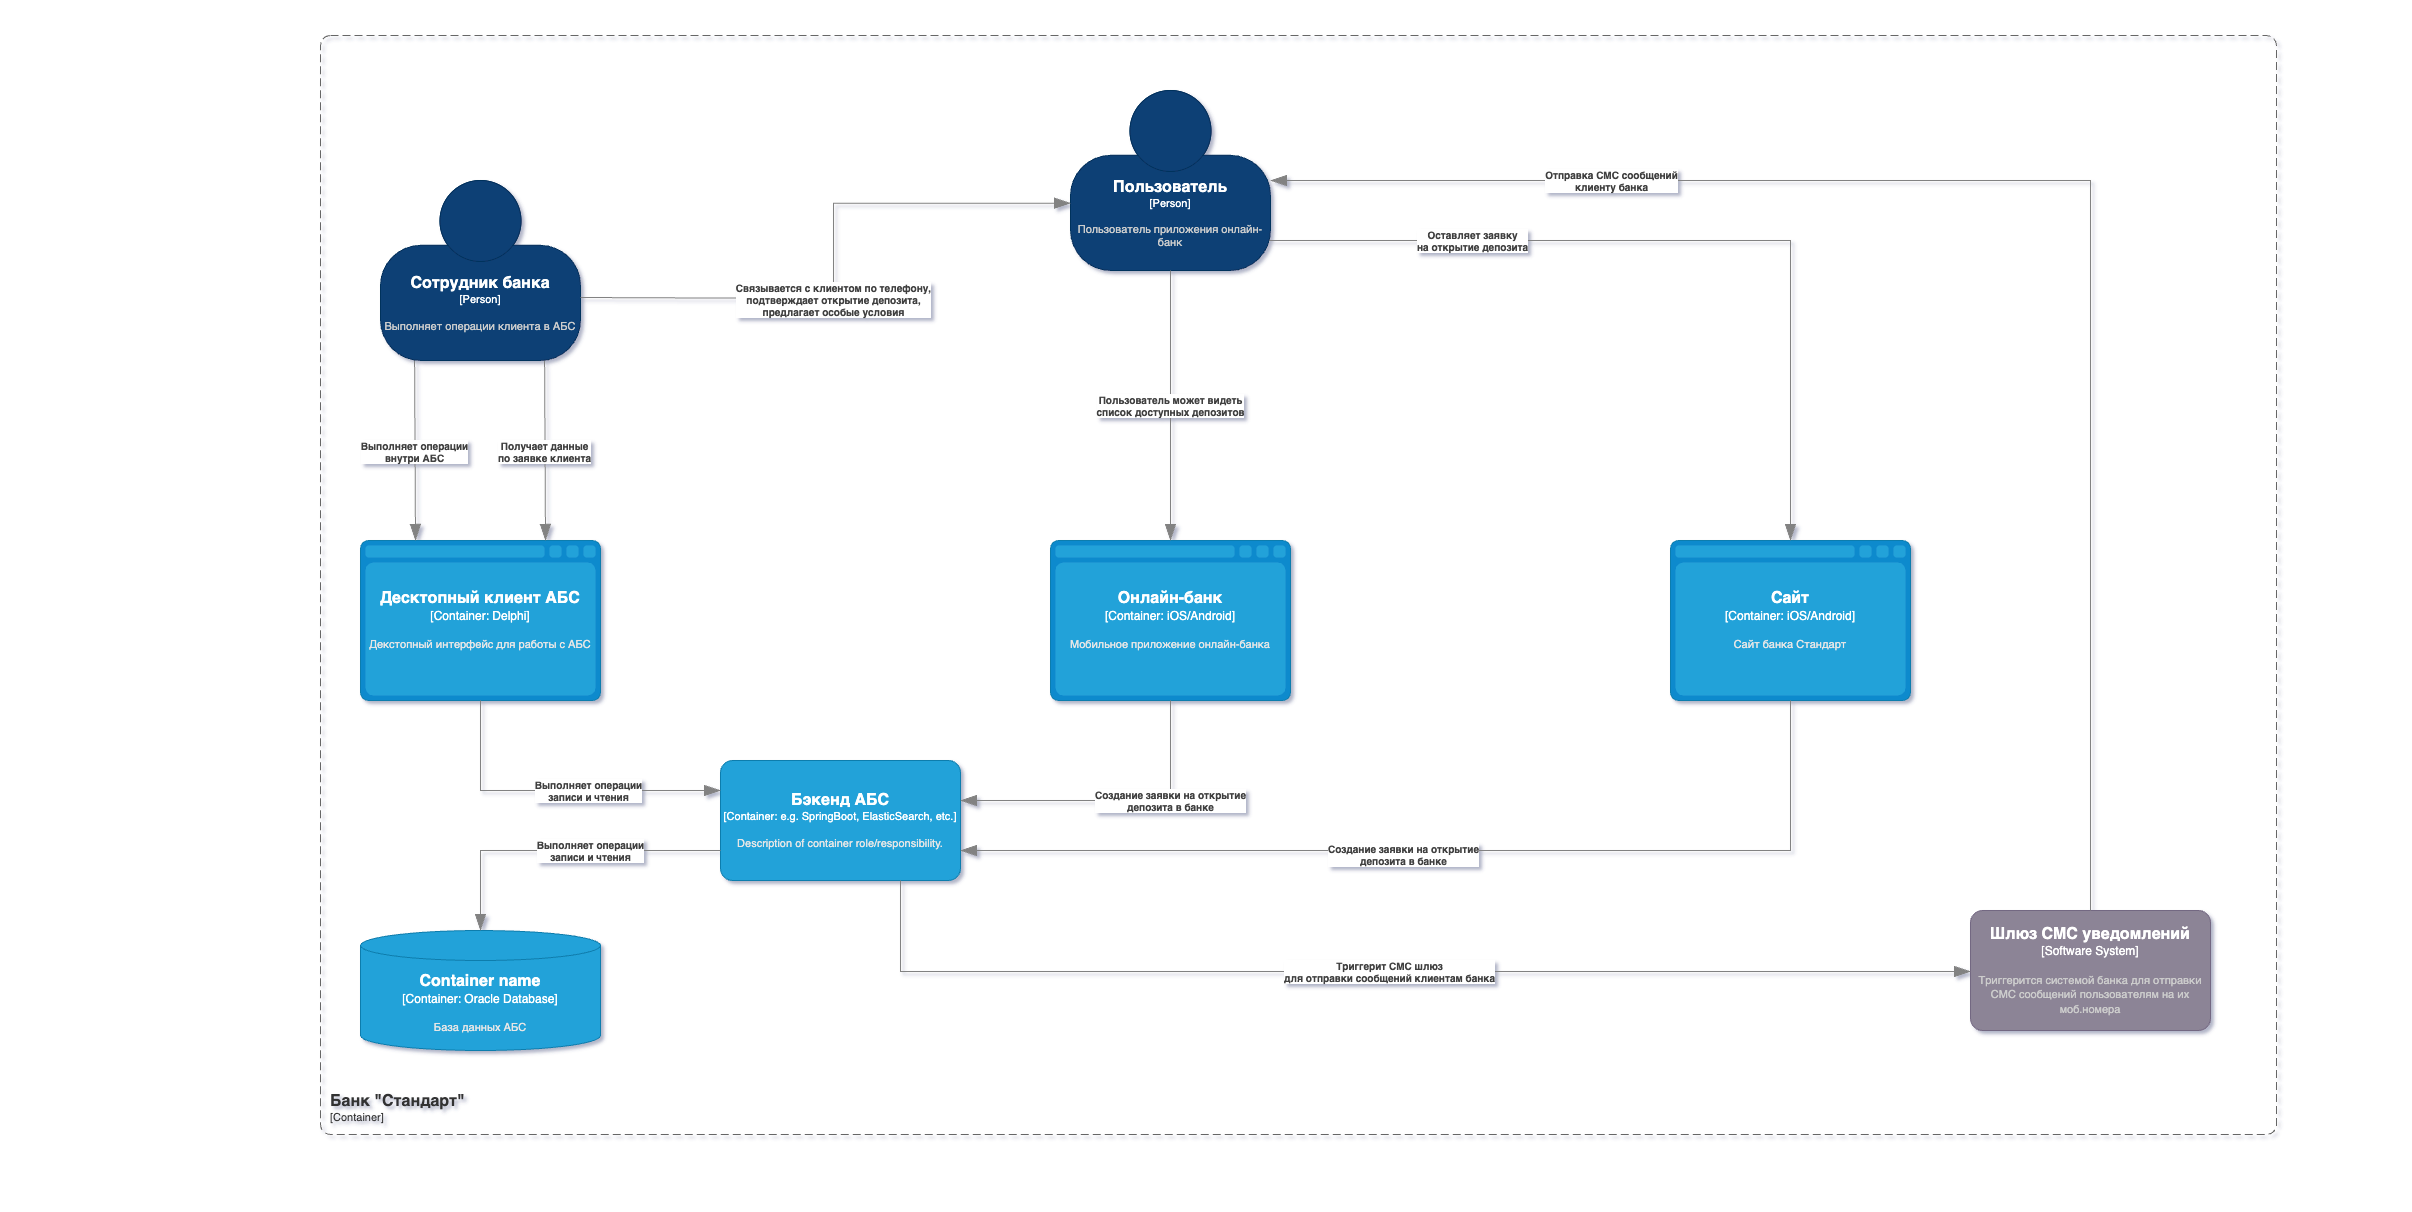 Пользователь
[Person]
Пользователь приложения онлайн-
банк
Отправка СМС сообщений
клиенту банка
Оставляет заявку
на открытие депозита
Сотрудник банка
[Person]
Выполняет операции клиента в АБС
Связывается с клиентом по телефону,
подтверждает открытие депозита,
предлагает особые условия
Пользователь может видеть
список доступных депозитов
Выполняет операции
внутри АБС
Получает данные
по заявке клиента
Десктопный клиент АБС
[Container: Delphi]
Декстопный интерфейс для работы с АБС
Онлайн-банк
[Container: iOS/Android]
Мобильное приложение онлайн-банка
Сайт
[Container: iOS/Android]
Сайт банка Стандарт
Выполняет операции
записи и чтения
Бэкенд АБС
[Container: e.g. SpringBoot, ElasticSearch, etc.]
Description of container role/responsibility.
Создание заявки на открытие
депозита в банке
Выполняет операции
записи и чтения
Создание заявки на открытие
депозита в банке
Container name
[Container: Oracle Database]
База данных АБС
Триггерит СМС шлюз
для отправки сообщений клиентам банка
Шлюз СМС уведомлений
[Software System]
Триггерится системой банка для отправки
СМС сообщений пользователям на их
моб.номера
Банк "Стандарт"
[Container]